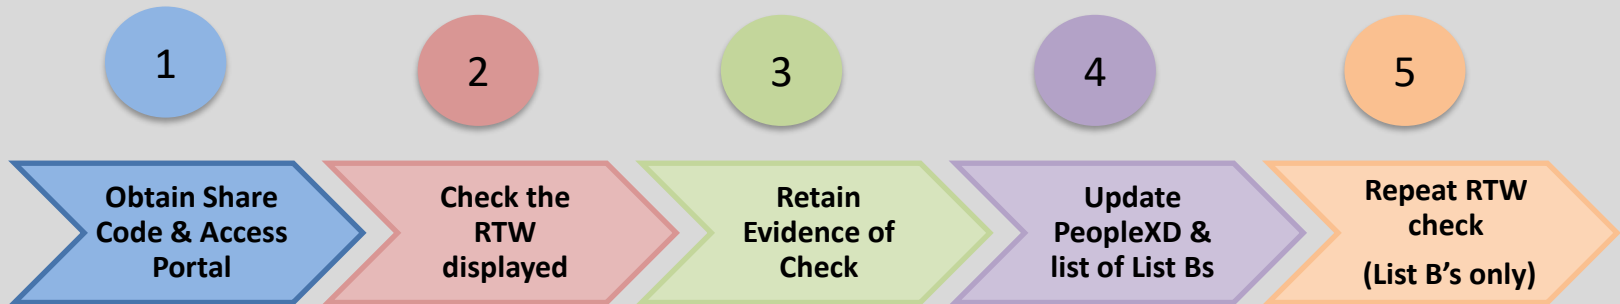 1
2
3
4
5
Obtain Share
Code & Access
Portal
Check the
RTW
displayed
Retain
Evidence of
Check
Update
PeopleXD &
list of List Bs
Repeat RTW
check
(List B’s only)